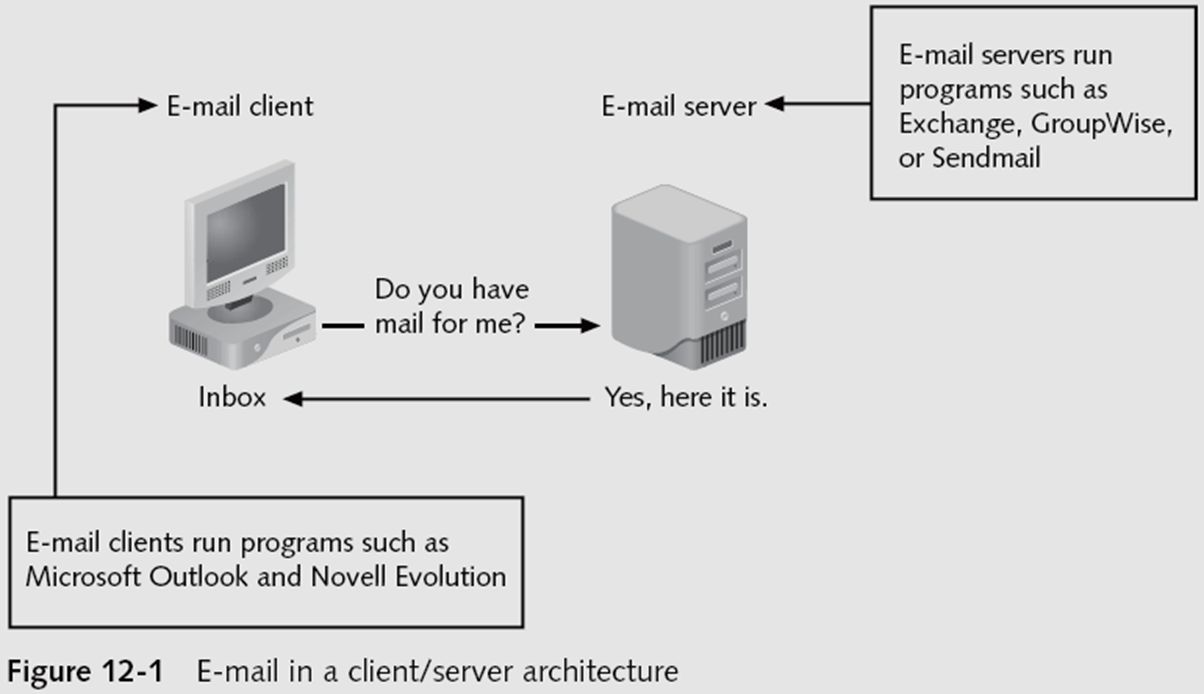 E-mail servers run
programs such as
Exchange, GroupWise,
or Sendmail
E-mail client
E-mail server
Do you have
mail for me?
Inbox
Yes, here it is.
E-mail clients run programs such as
Microsoft Outlook and Novell Evolution
Figure 12-1 E-mail in a client/server architecture